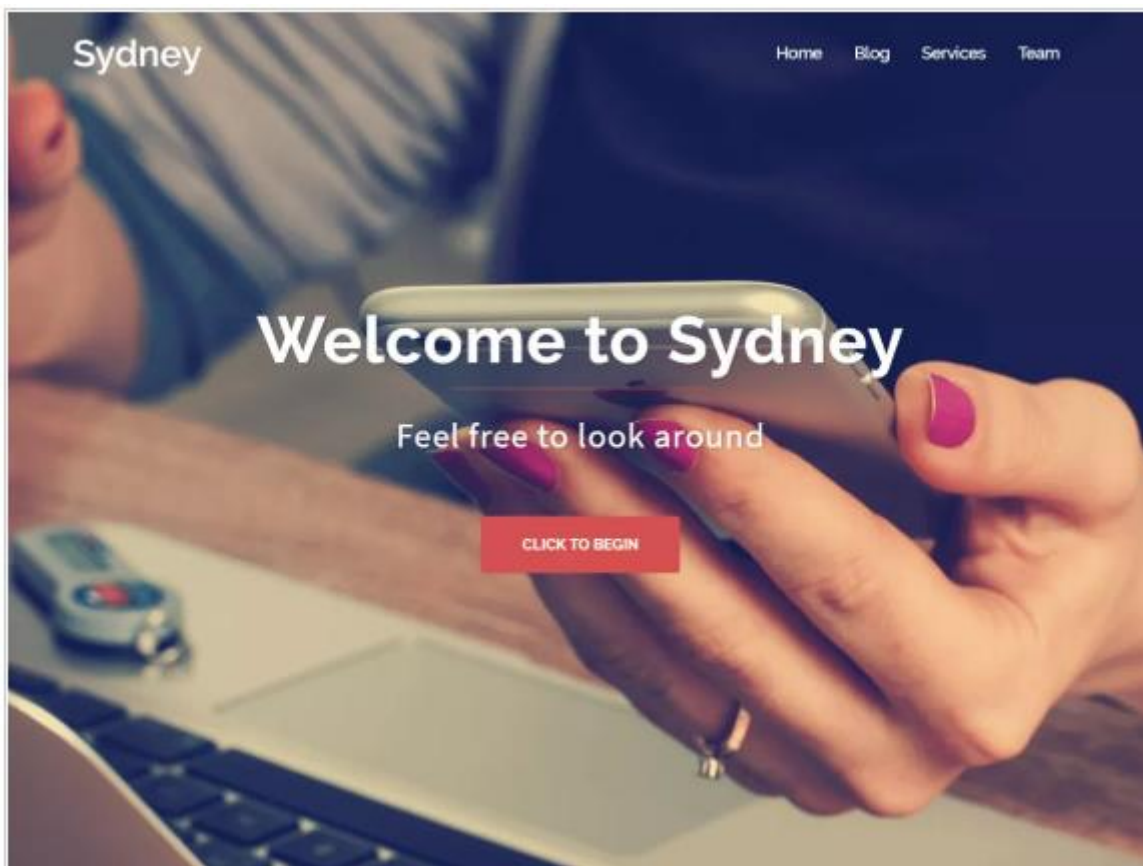 Sydney
Home Blog Services Team
Welcome to Sydney
Feel free to look around
CLICK TO BEGIN